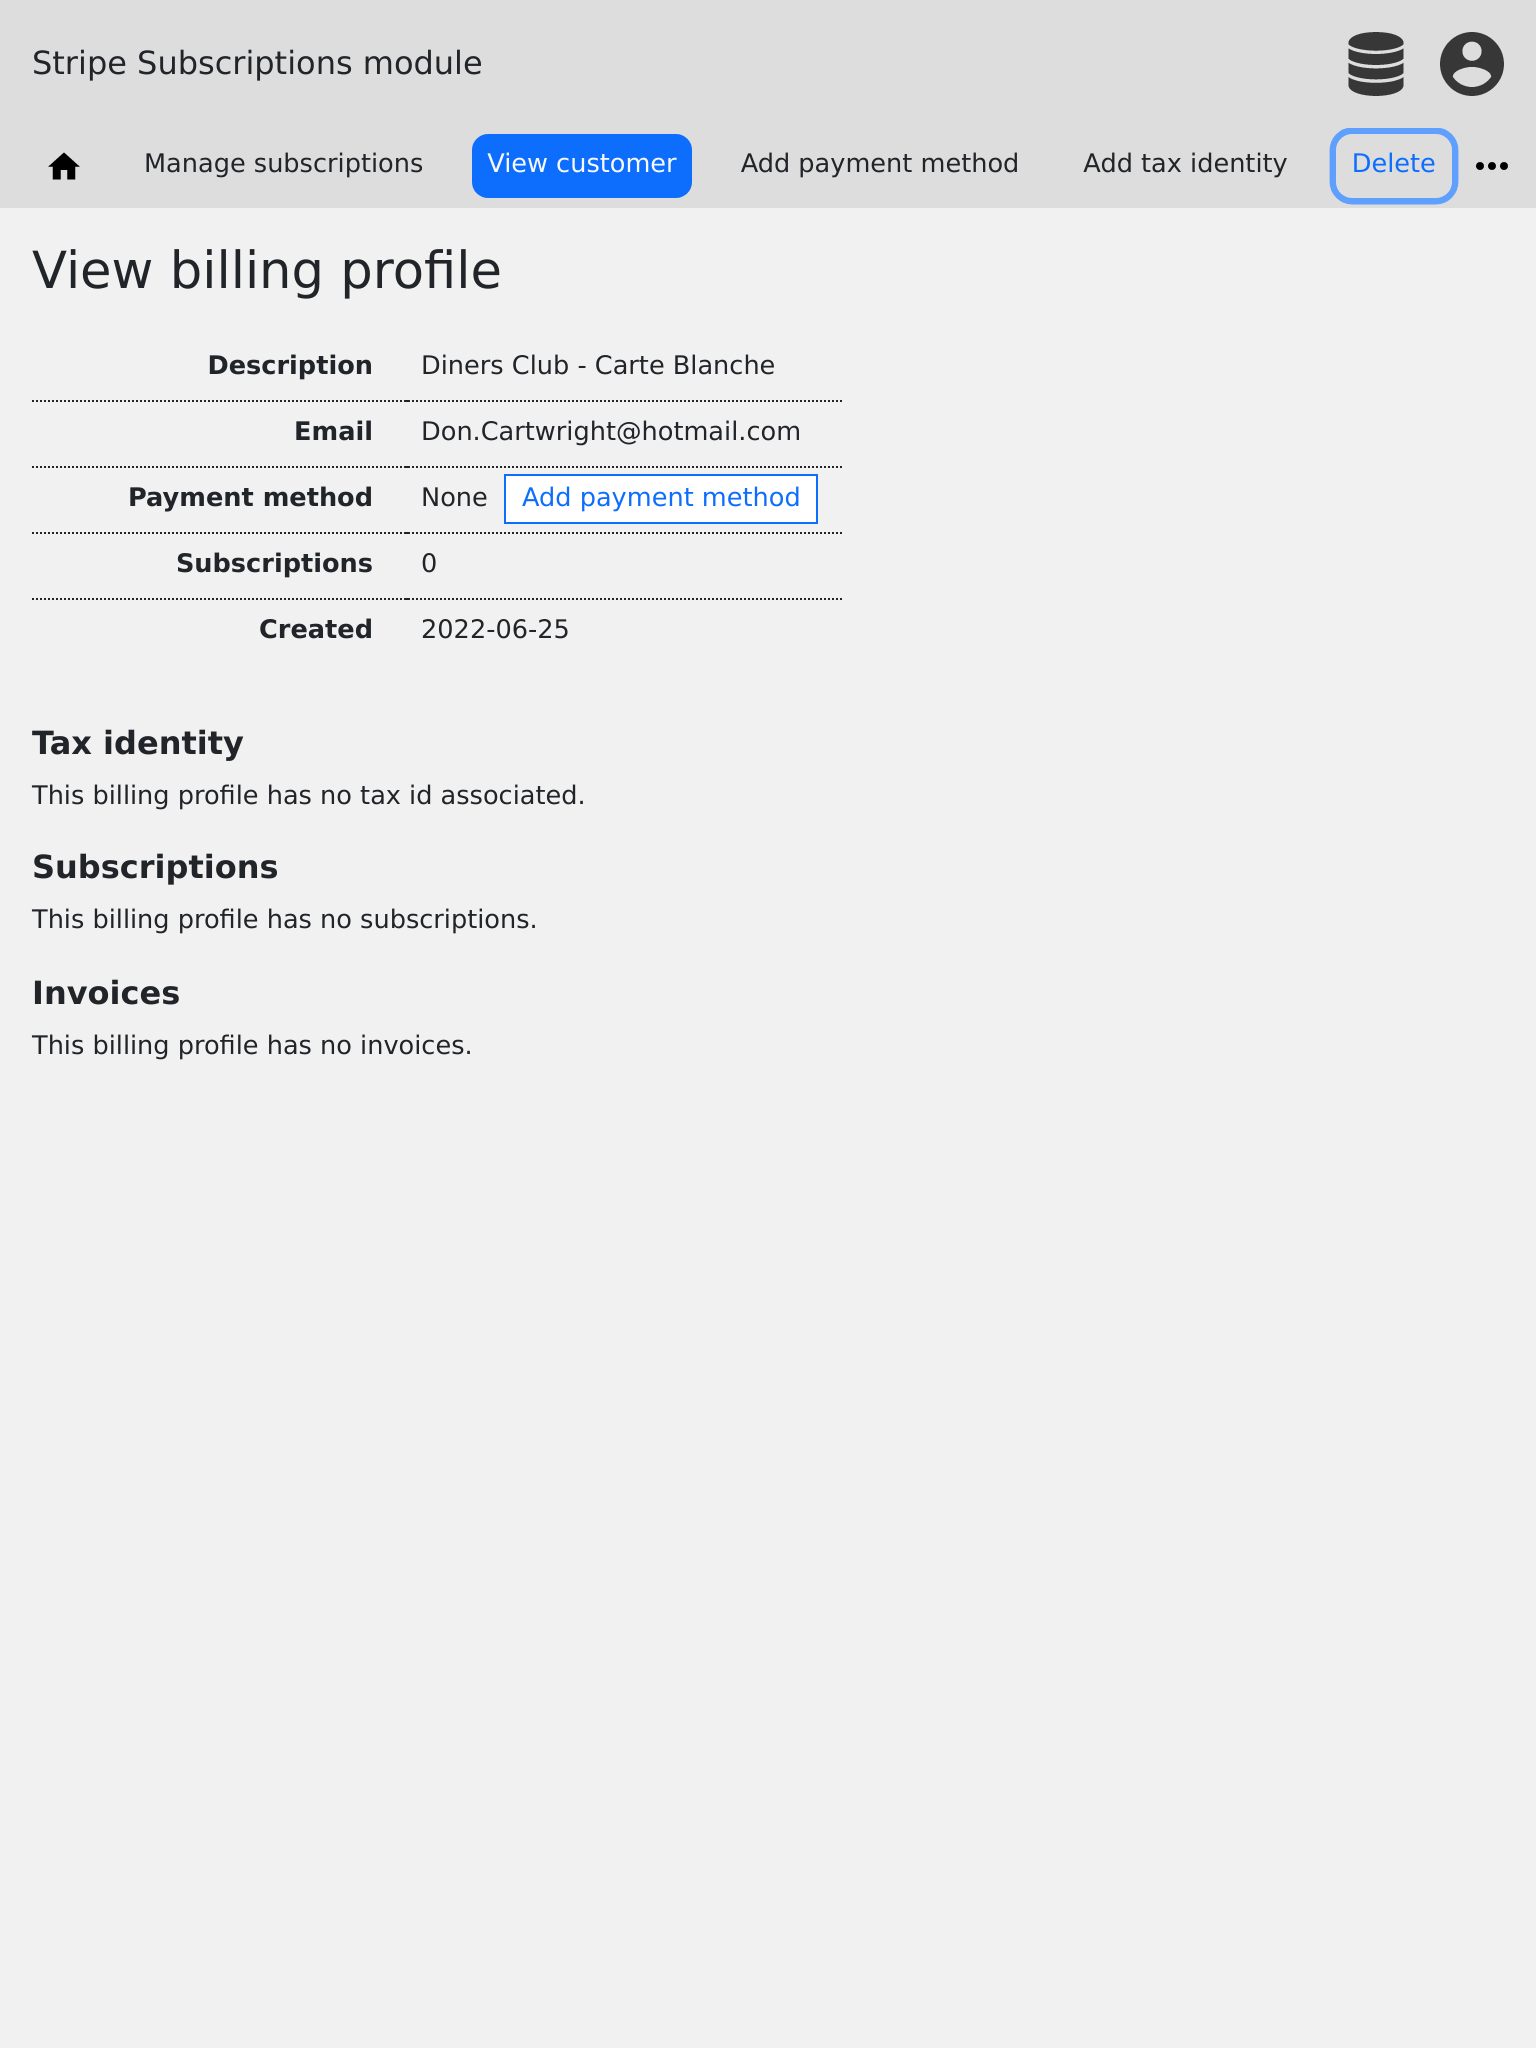 Stripe Subscriptions module
Manage subscriptions View customer Add payment method Add tax identity Delete
View billing profile
Description Diners Club - Carte Blanche
Email Don.Cartwright@hotmail.com
Payment method None Add payment method
Subscriptions 0
Created 2022-06-25
Tax identity
This billing profile has no tax id associated.
Subscriptions
This billing profile has no subscriptions.
Invoices
This billing profile has no invoices.